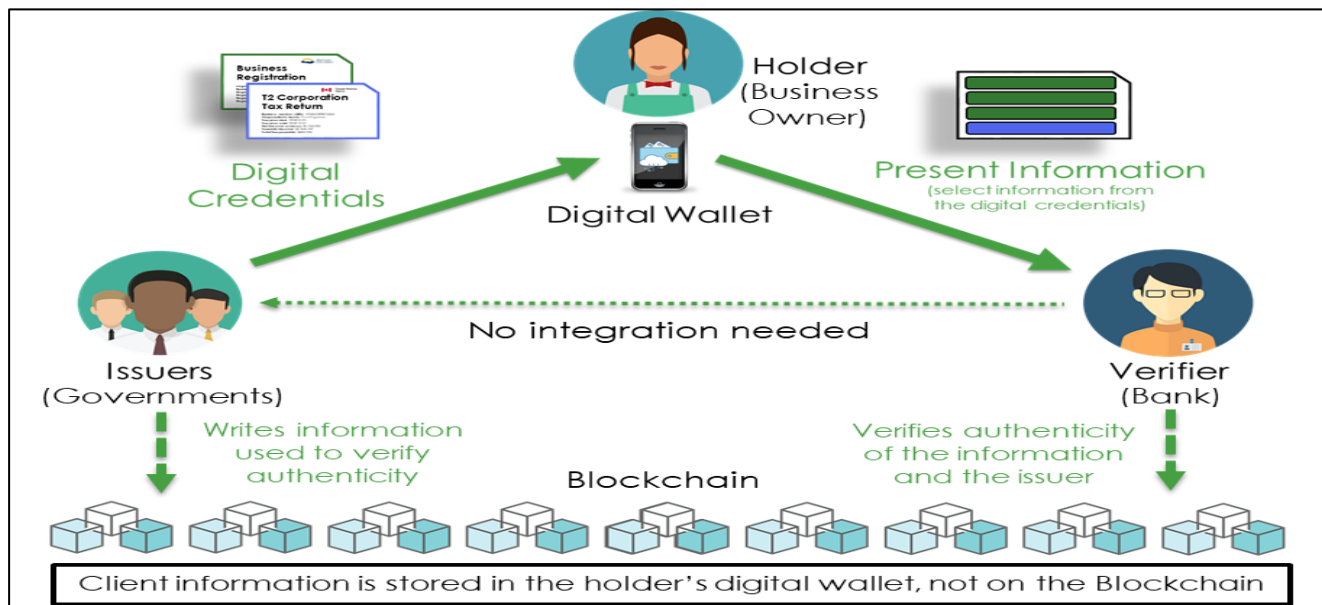 Business
Registration
T2 Corporation
Tax Return
Digital
Credentials
Holder
(Business
Owner)
Digital Wallet
Present Information
(select information from
the digital credentials)
No integration needed
Issuers
(Governments)
Verifier
(Bank)
Writes information
used to verify
authenticity
Verifies authenticity
of the information
and the issuer
Blockchain
Client information is stored in the holder's digital wallet, not on the Blockchain